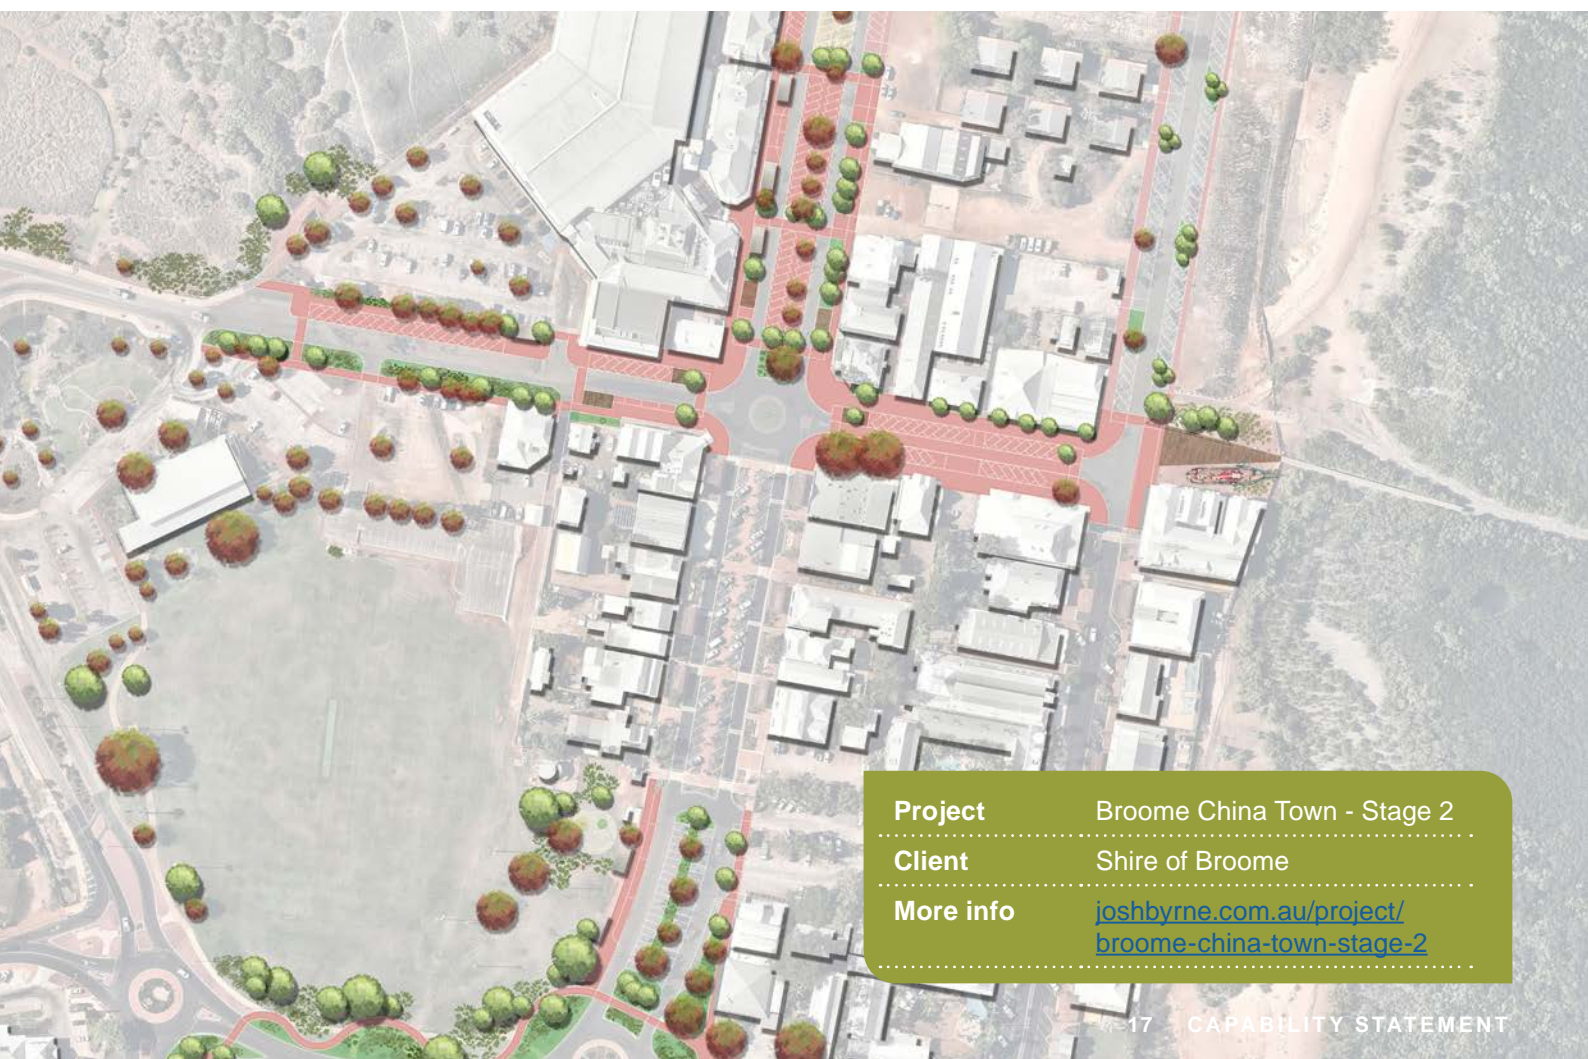 Project Broome China Town - Stage 2
Client Shire of Broome
More info joshbyrne.com.au/project/
broome-china-town-stage-2
17 CAPABILITY STATEMENT